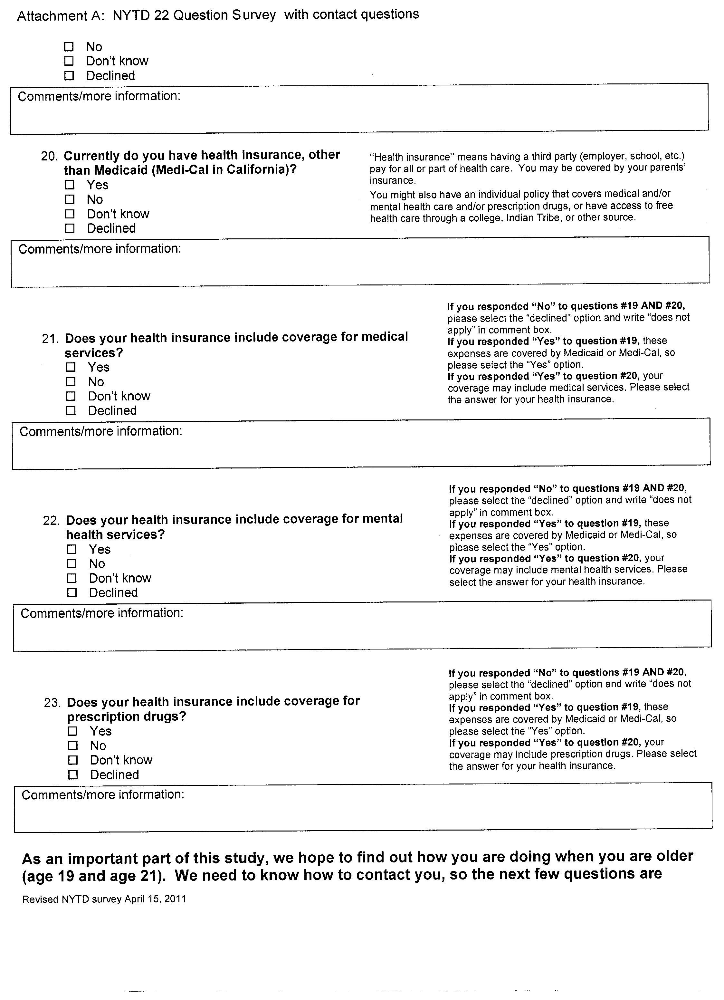 Attachment A: NYTD 22 Question Survey with contact questions
☐ No
☐ Don't know
☐ Declined
Comments/more information:
20. Currently do you have health insurance, other
than Medicaid (Medi-Cal in California)?
☐ Yes
☐ No
☐ Don't know
☐ Declined
“Health insurance” means having a third party (employer, school, etc.)
pay for all or part of health care. You may be covered by your parents’
insurance.
You might also have an individual policy that covers medical and/or
mental health care and/or prescription drugs, or have access to free
health care through a college, Indian Tribe, or other source.
Comments/more information:
21. Does your health insurance include coverage for medical
services?
☐ Yes
☐ No
☐ Don't know
☐ Declined
If you responded “No” to questions #19 AND #20,
please select the “declined” option and write “does not
apply” in comment box.
If you responded “Yes” to question #19, these
expenses are covered by Medicaid or Medi-Cal, so
please select the “Yes” option.
If you responded “Yes” to question #20, your
coverage may include medical services. Please select
the answer for your health insurance.
Comments/more information:
22. Does your health insurance include coverage for mental
health services?
☐ Yes
☐ No
☐ Don't know
☐ Declined
If you responded “No” to questions #19 AND #20,
please select the “declined” option and write “does not
apply” in comment box.
If you responded “Yes” to question #19, these
expenses are covered by Medicaid or Medi-Cal, so
please select the “Yes” option.
If you responded “Yes” to question #20, your
coverage may include mental health services. Please
select the answer for your health insurance.
Comments/more information:
23. Does your health insurance include coverage for
prescription drugs?
☐ Yes
☐ No
☐ Don't know
☐ Declined
If you responded “No” to questions #19 AND #20,
please select the “declined” option and write “does not
apply” in comment box.
If you responded “Yes” to question #19, these
expenses are covered by Medicaid or Medi-Cal, so
please select the “Yes” option.
If you responded “Yes” to question #20, your
coverage may include prescription drugs. Please select
the answer for your health insurance.
Comments/more information:
As an important part of this study, we hope to find out how you are doing when you are older
(age 19 and age 21). We need to know how to contact you, so the next few questions are
Revised NYTD survey April 15, 2011